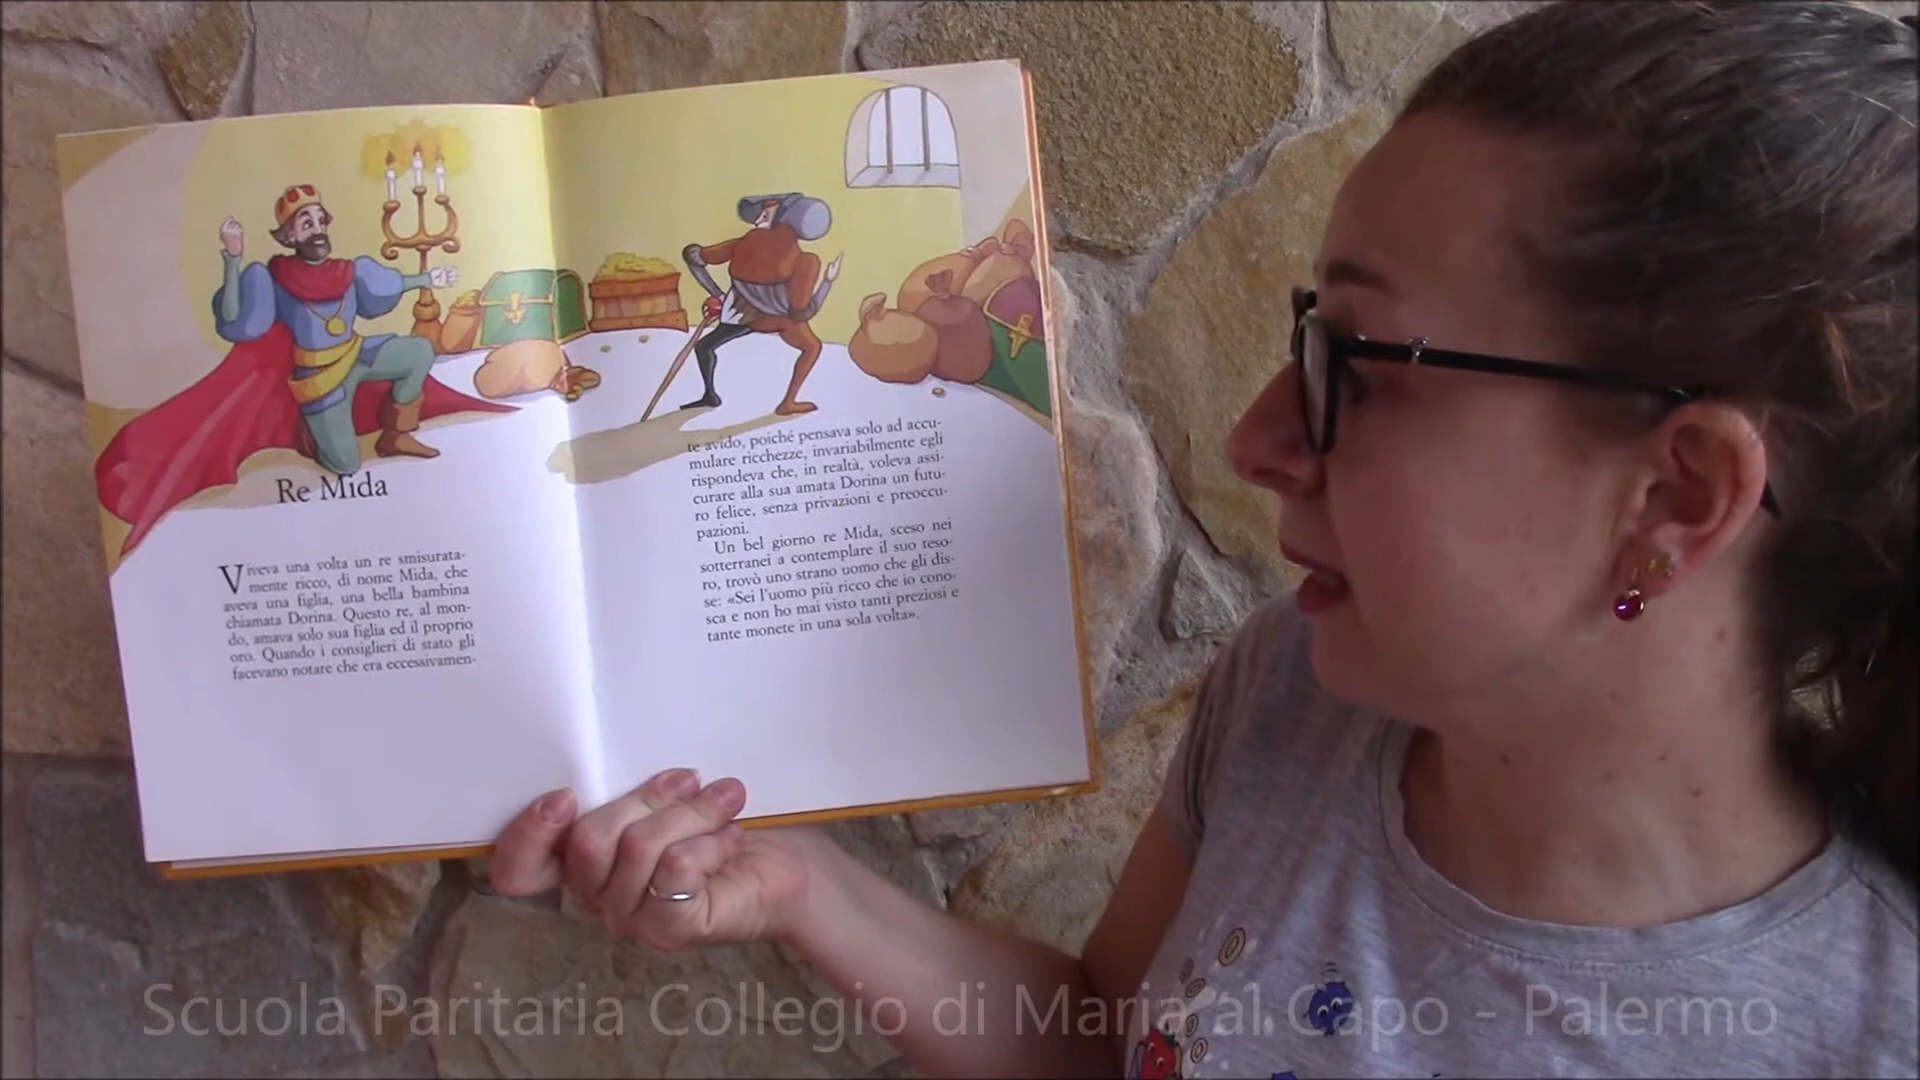 Re Mida
Viveva una volta un re smisurata-
mente ricco, di nome Mida, che
aveva una figlia, una bella bambina
chiamata Dorina. Questo re, al mon-
do, amava solo sua figlia ed il proprio
oro. Quando i consiglieri di stato gli
facevano notare che era eccessivamen-
te avido, poiché pensava solo ad accu-
mulare ricchezze, invariabilmente egli
rispondeva che, in realtà, voleva assi-
curare alla sua amata Dorina un futu-
ro felice, senza privazioni e preoccu-
pazioni.
Un bel giorno re Mida, sceso nei
sotterranei a contemplare il suo teso-
ro, trovò uno strano uomo che gli dis-
se: «Sei l'uomo più ricco che io cono-
sca e non ho mai visto tanti preziosi e
tante monete in una sola volta».
Scuola Paritaria Collegio di Maria al Capo - Palermo